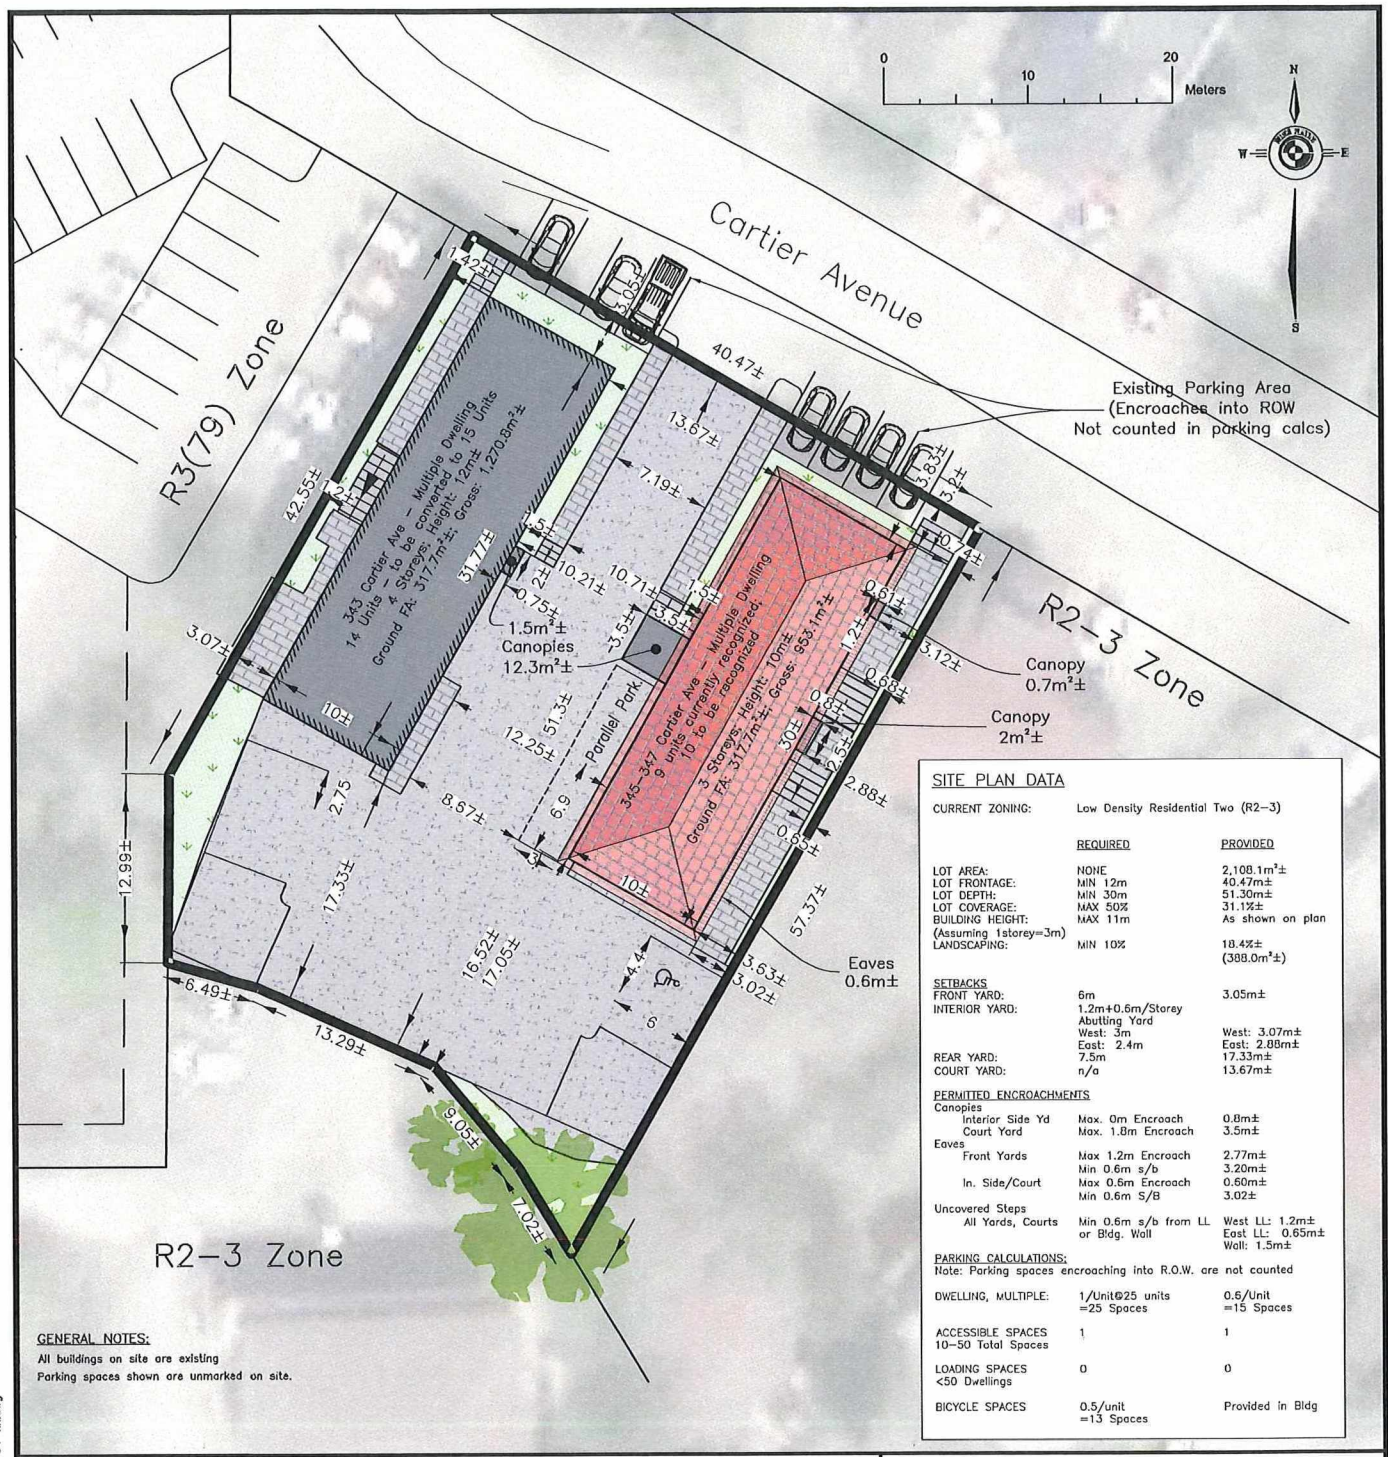 0 10 20
Meters
N
W E
S
Cartier Avenue
R3(79) Zone
1.42±
3.05±
40.47±
Existing Parking Area
(Encroaches into ROW
Not counted in parking calcs)
13.67±
7.19±
3.83±
3.2±
0.74±
42.55±
1.24±
343 Cartier Ave – Multiple Dwelling
14 Units – to be converted to 15 Units
4 Storeys, Height: 12m±
Ground FA: 317.7m²±; Gross: 1,270.8m²±
31.77±
.5±
2±
0.75±
10.21±
10.71±
1.5±
3.5±
3.5±
1.5m²±
Canopies
12.3m²±
345–347 Cartier Ave – Multiple Dwelling
9 units currently recognized;
10 to be recognized
3 Storeys; Height: 10m±
Ground FA: 317.7m²±; Gross: 953.1m²±
0.61±
1.2±
3.12±
0.68±
0.8±
30±
2.5±
2.88±
0.65±
Canopy
0.7m²±
Canopy
2m²±
R2–3 Zone
3.07±
10±
2.75
51.3±
12.25±
Parallel Park.
6.9
8.67±
3
10±
12.99±
17.33±
16.52±
17.05±
57.37±
4.4
6
3.63±
3.02±
Eaves
0.6m±
6.49±
13.29±
9.05±
7.02±
R2–3 Zone
GENERAL NOTES:
All buildings on site are existing
Parking spaces shown are unmarked on site.
SITE PLAN DATA
CURRENT ZONING: Low Density Residential Two (R2–3)
REQUIRED PROVIDED
LOT AREA: NONE 2,108.1m²±
LOT FRONTAGE: MIN 12m 40.47m±
LOT DEPTH: MIN 30m 51.30m±
LOT COVERAGE: MAX 50% 31.1%±
BUILDING HEIGHT: MAX 11m As shown on plan
(Assuming 1storey=3m)
LANDSCAPING: MIN 10% 18.4%±
(388.0m²±)
SETBACKS
FRONT YARD: 6m 3.05m±
INTERIOR YARD: 1.2m+0.6m/Storey
Abutting Yard
West: 3m West: 3.07m±
East: 2.4m East: 2.88m±
REAR YARD: 7.5m 17.33m±
COURT YARD: n/a 13.67m±
PERMITTED ENCROACHMENTS
Canopies
Interior Side Yd Max. 0m Encroach 0.8m±
Court Yard Max. 1.8m Encroach 3.5m±
Eaves
Front Yards Max 1.2m Encroach 2.77m±
Min 0.6m s/b 3.20m±
In. Side/Court Max 0.6m Encroach 0.60m±
Min 0.6m S/B 3.02±
Uncovered Steps
All Yards, Courts Min 0.6m s/b from LL West LL: 1.2m±
or Bldg. Wall East LL: 0.65m±
Wall: 1.5m±
PARKING CALCULATIONS:
Note: Parking spaces encroaching into R.O.W. are not counted
DWELLING, MULTIPLE: 1/Unit@25 units 0.6/Unit
=25 Spaces =15 Spaces
ACCESSIBLE SPACES 1 1
10–50 Total Spaces
LOADING SPACES 0 0
<50 Dwellings
BICYCLE SPACES 0.5/unit Provided in Bldg
=13 Spaces